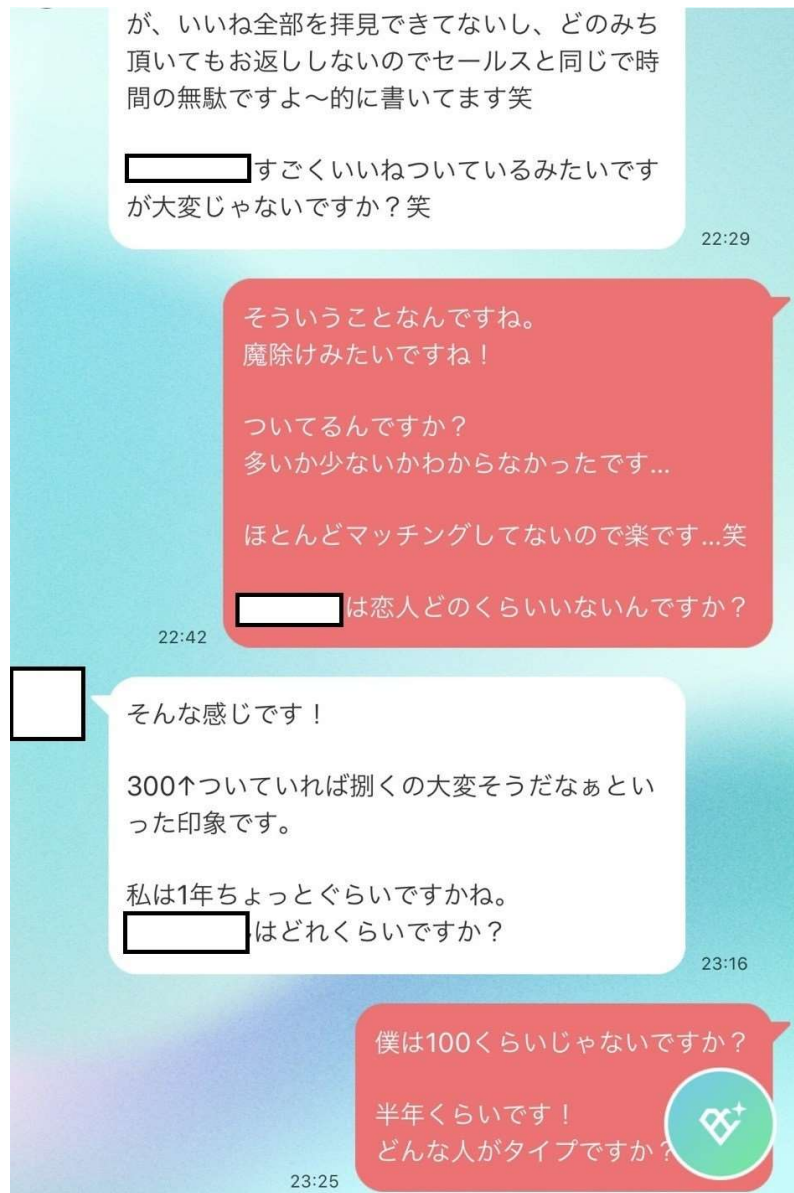 が、いいね全部を拝見できてないし、どのみち
頂いてもお返ししないのでセールスと同じで時
間の無駄ですよ〜的に書いてます笑
すごくいいねついているみたいです
が大変じゃないですか？笑
22:29
そういうことなんですね。
魔除けみたいですね！
ついてるんですか？
多いか少ないかわからなかったです...
ほとんどマッチングしてないので楽です...笑
は恋人どのくらいいないんですか？
22:42
そんな感じです！
300↑ついていれば捌くの大変そうだなぁとい
った印象です。
私は1年ちょっとぐらいですかね。
はどれくらいですか？
23:16
僕は100くらいじゃないですか？
半年くらいです！
どんな人がタイプですか？
23:25